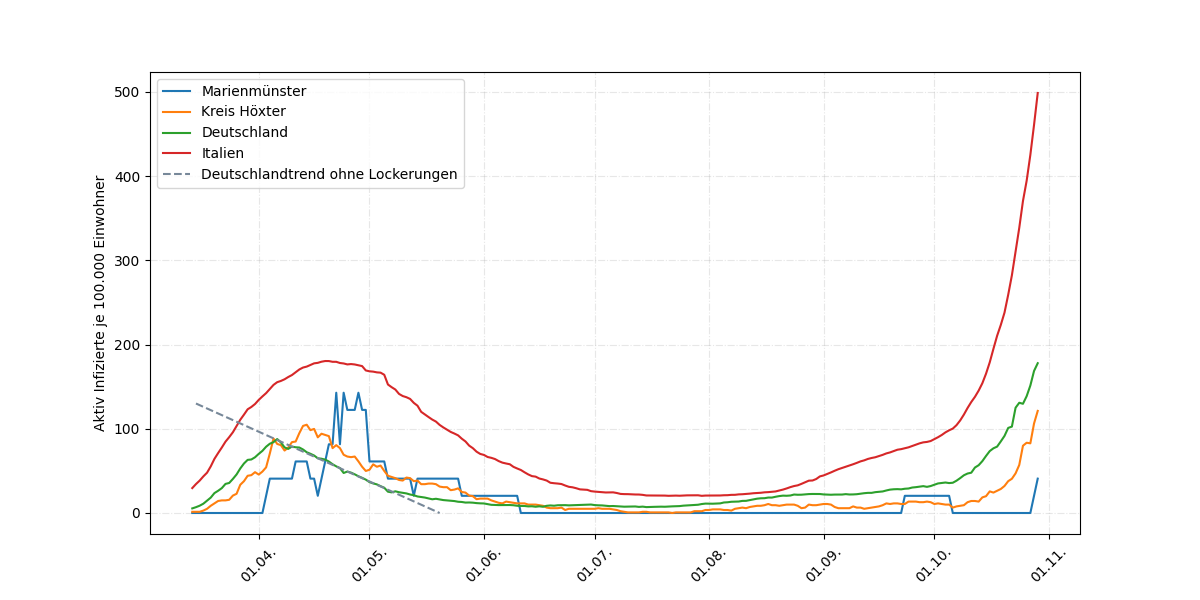 Marienmünster
Kreis Höxter
Deutschland
Italien
Deutschlandtrend ohne Lockerungen
Aktiv Infizierte je 100.000 Einwohner
500
400
300
200
100
0
01.04.
01.05.
01.06.
01.07.
01.08.
01.09.
01.10.
01.11.